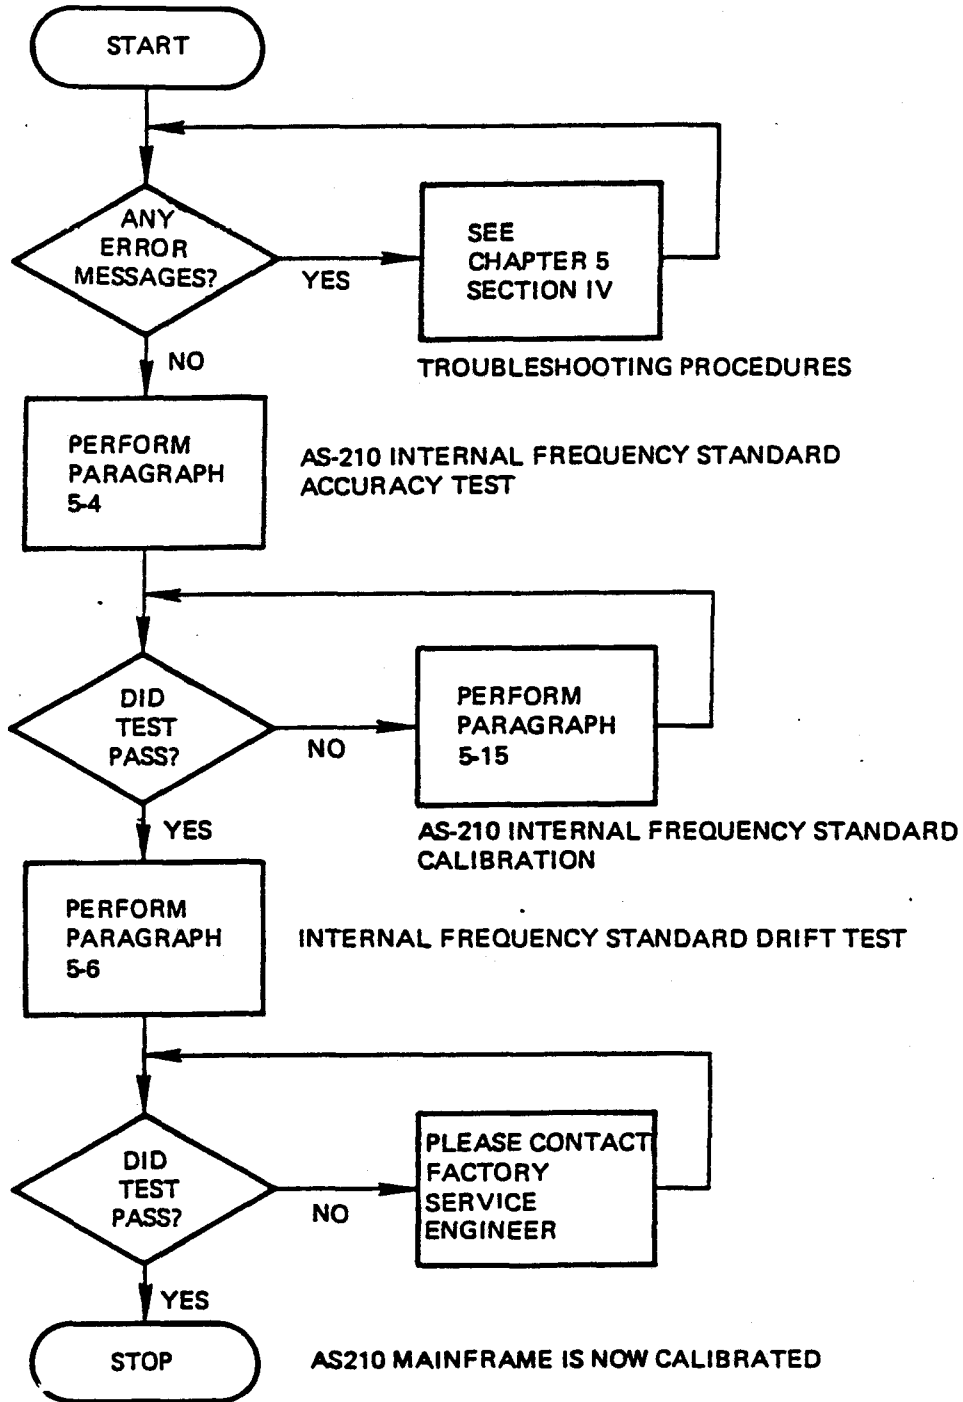 START
ANY
ERROR
MESSAGES?
YES
SEE
CHAPTER 5
SECTION IV
TROUBLESHOOTING PROCEDURES
NO
PERFORM
PARAGRAPH
5-4
AS-210 INTERNAL FREQUENCY STANDARD
ACCURACY TEST
DID
TEST
PASS?
NO
PERFORM
PARAGRAPH
5-15
AS-210 INTERNAL FREQUENCY STANDARD
CALIBRATION
YES
PERFORM
PARAGRAPH
5-6
INTERNAL FREQUENCY STANDARD DRIFT TEST
DID
TEST
PASS?
NO
PLEASE CONTACT
FACTORY
SERVICE
ENGINEER
YES
STOP
AS210 MAINFRAME IS NOW CALIBRATED